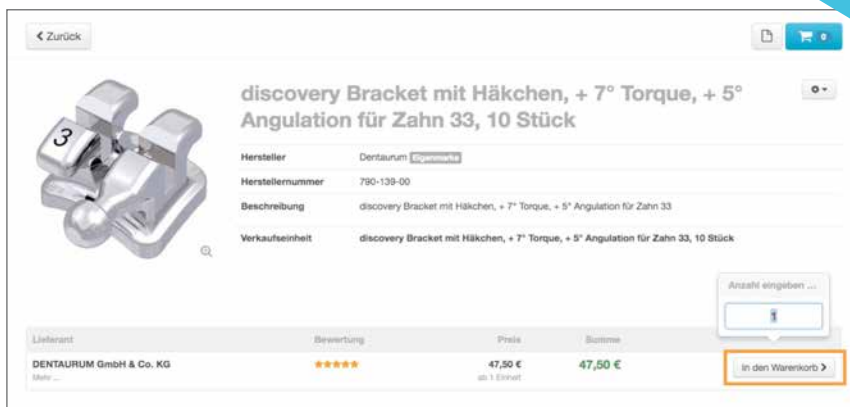 Zurück
0
discovery Bracket mit Häkchen, + 7° Torque, + 5°
Angulation für Zahn 33, 10 Stück
3
Hersteller Dentaurum Eigenmarke
Herstellernummer 790-139-00
Beschreibung discovery Bracket mit Häkchen, + 7° Torque, + 5° Angulation für Zahn 33
Verkaufseinheit discovery Bracket mit Häkchen, + 7° Torque, + 5° Angulation für Zahn 33, 10 Stück
Anzahl eingeben ...
1
Lieferant Bewertung Preis Summe
DENTAURUM GmbH & Co. KG 47,50 € 47,50 € In den Warenkorb
Mehr ... ab 1 Einheit